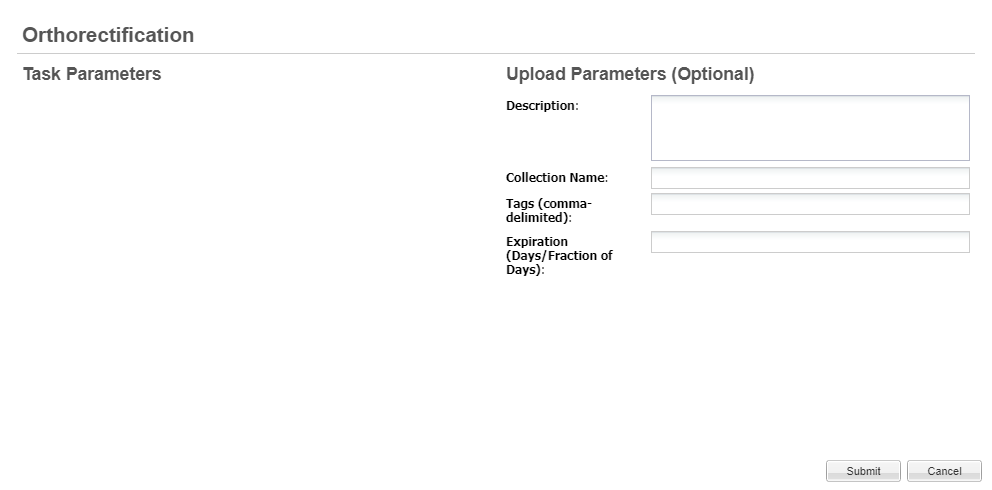 Orthorectification
Task Parameters
Upload Parameters (Optional)
Description:
Collection Name:
Tags (comma-
delimited):
Expiration
(Days/Fraction of
Days):
Submit
Cancel